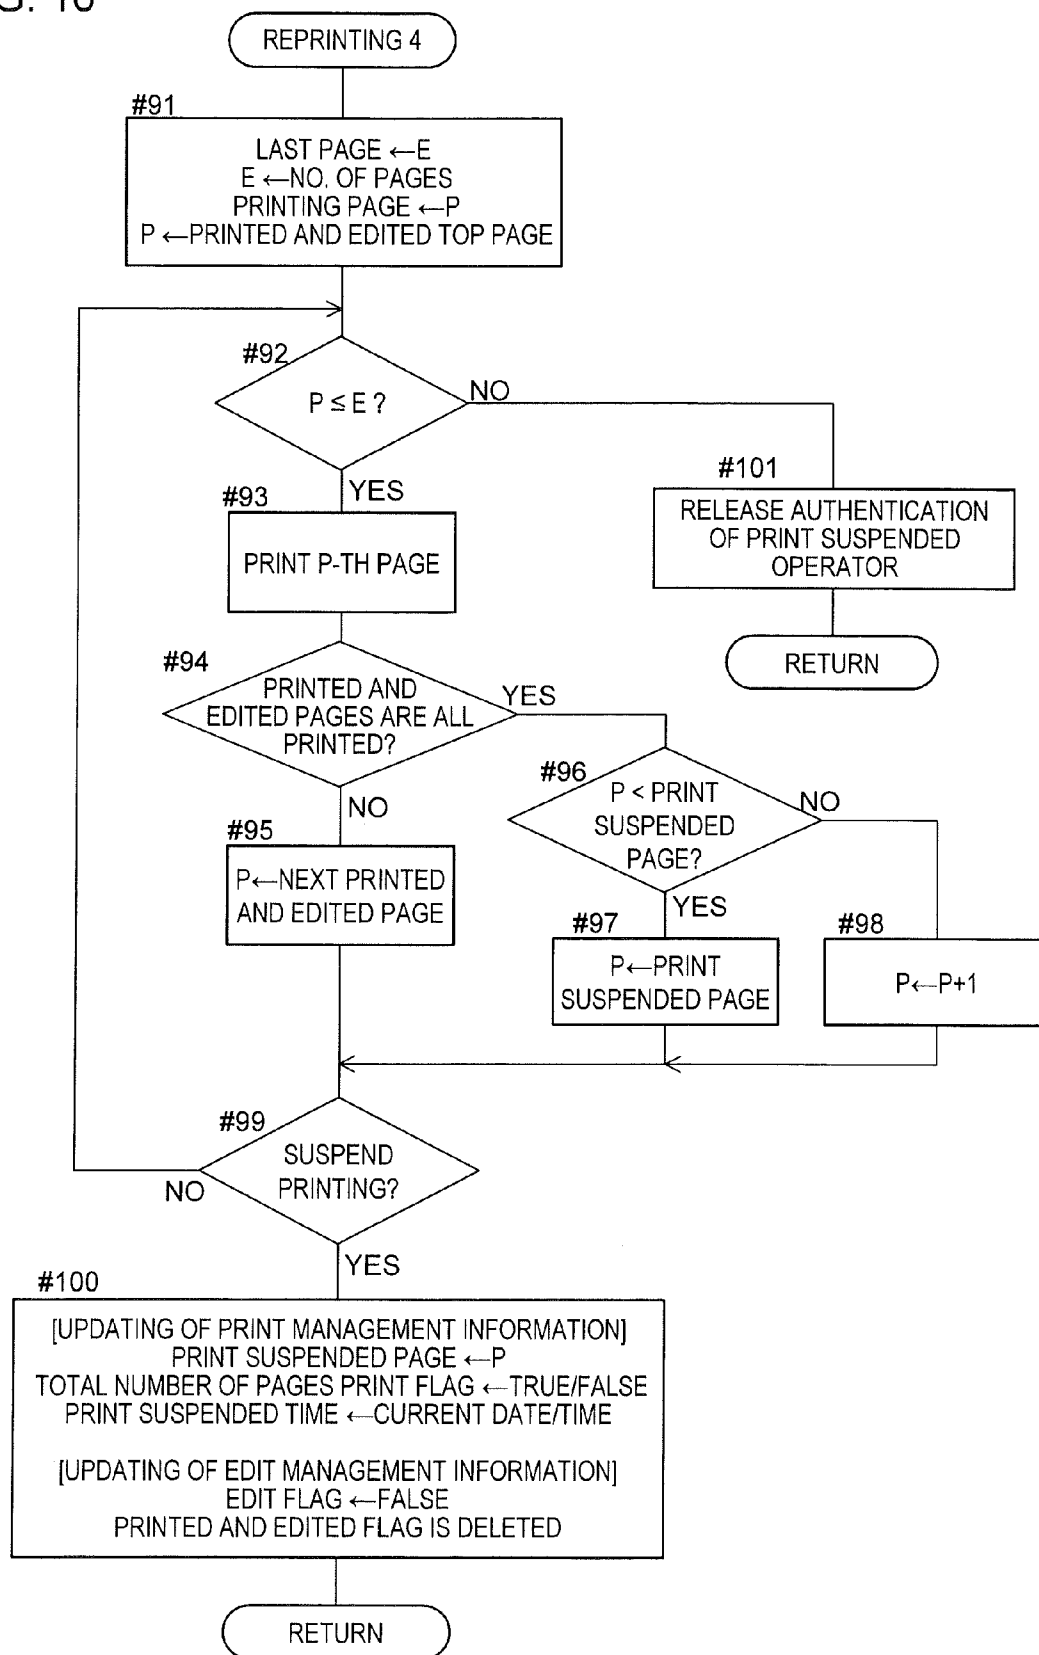 G. 16
REPRINTING 4
#91
LAST PAGE ←E
E ←NO. OF PAGES
PRINTING PAGE ←P
P ←PRINTED AND EDITED TOP PAGE
#92
P ≤ E ?
NO
YES
#101
RELEASE AUTHENTICATION
OF PRINT SUSPENDED
OPERATOR
RETURN
#93
PRINT P-TH PAGE
#94
PRINTED AND
EDITED PAGES ARE ALL
PRINTED?
YES
NO
#96
P < PRINT
SUSPENDED
PAGE?
NO
YES
#95
P←NEXT PRINTED
AND EDITED PAGE
#97
P←PRINT
SUSPENDED PAGE
#98
P←P+1
#99
SUSPEND
PRINTING?
NO
YES
#100
[UPDATING OF PRINT MANAGEMENT INFORMATION]
PRINT SUSPENDED PAGE ←P
TOTAL NUMBER OF PAGES PRINT FLAG ←TRUE/FALSE
PRINT SUSPENDED TIME ←CURRENT DATE/TIME
[UPDATING OF EDIT MANAGEMENT INFORMATION]
EDIT FLAG ←FALSE
PRINTED AND EDITED FLAG IS DELETED
RETURN